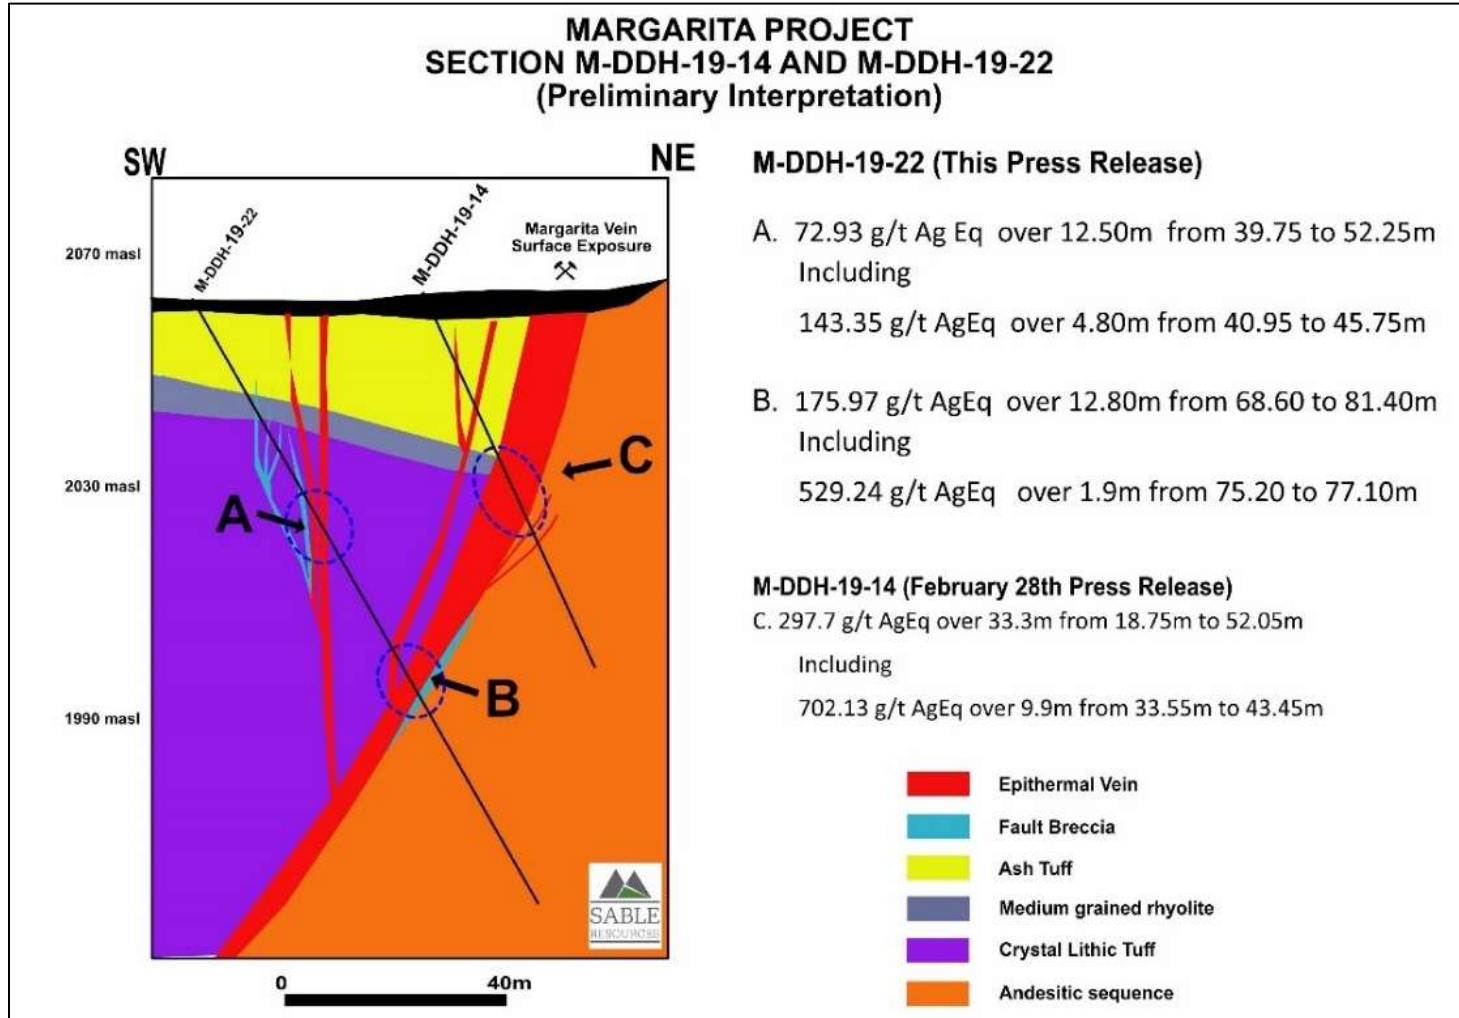 MARGARITA PROJECT
SECTION M-DDH-19-14 AND M-DDH-19-22
(Preliminary Interpretation)
SW
NE
M-DDH-19-22
M-DDH-19-14
Margarita Vein
Surface Exposure
2070 masl
2030 masl
1990 masl
A
B
C
0
40m
SABLE
RESOURCES
M-DDH-19-22 (This Press Release)
A. 72.93 g/t Ag Eq over 12.50m from 39.75 to 52.25m
Including
143.35 g/t AgEq over 4.80m from 40.95 to 45.75m
B. 175.97 g/t AgEq over 12.80m from 68.60 to 81.40m
Including
529.24 g/t AgEq over 1.9m from 75.20 to 77.10m
M-DDH-19-14 (February 28th Press Release)
C. 297.7 g/t AgEq over 33.3m from 18.75m to 52.05m
Including
702.13 g/t AgEq over 9.9m from 33.55m to 43.45m
Epithermal Vein
Fault Breccia
Ash Tuff
Medium grained rhyolite
Crystal Lithic Tuff
Andesitic sequence